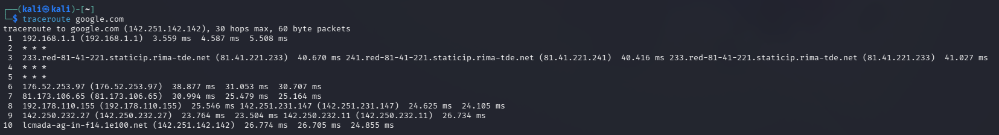 ┌──(kali㉿kali)-[~]
└─$ traceroute google.com
traceroute to google.com (142.251.142.142), 30 hops max, 60 byte packets
 1  192.168.1.1 (192.168.1.1)  3.559 ms  4.587 ms  5.508 ms
 2  * * *
 3  233.red-81-41-221.staticip.rima-tde.net (81.41.221.233)  40.670 ms 241.red-81-41-221.staticip.rima-tde.net (81.41.221.241)  40.416 ms 233.red-81-41-221.staticip.rima-tde.net (81.41.221.233)  41.027 ms
 4  * * *
 5  * * *
 6  176.52.253.97 (176.52.253.97)  38.877 ms  31.053 ms  30.707 ms
 7  81.173.106.65 (81.173.106.65)  30.994 ms  25.479 ms  25.164 ms
 8  192.178.110.155 (192.178.110.155)  25.546 ms 142.251.231.147 (142.251.231.147)  24.625 ms  24.105 ms
 9  142.250.232.27 (142.250.232.27)  23.764 ms  23.504 ms 142.250.232.11 (142.250.232.11)  26.734 ms
10  lcmada-ag-in-f14.1e100.net (142.251.142.142)  26.774 ms  26.705 ms  24.855 ms